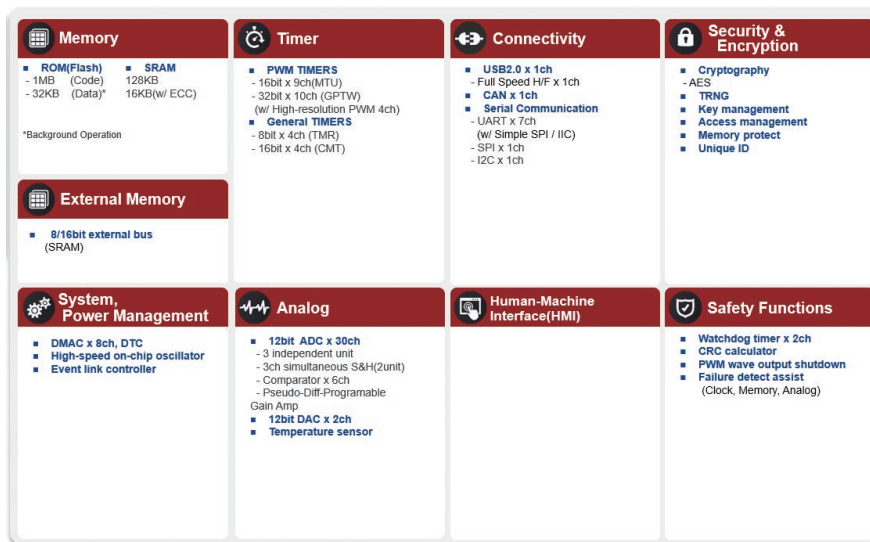 Memory
ROM(Flash)
- 1MB (Code)
- 32KB (Data)*
SRAM
128KB
16KB(w/ ECC)
*Background Operation
Timer
PWM TIMERS
- 16bit x 9ch(MTU)
- 32bit x 10ch (GPTW)
(w/ High-resolution PWM 4ch)
General TIMERS
- 8bit x 4ch (TMR)
- 16bit x 4ch (CMT)
Connectivity
USB2.0 x 1ch
- Full Speed H/F x 1ch
CAN x 1ch
Serial Communication
- UART x 7ch
(w/ Simple SPI / IIC)
- SPI x 1ch
- I2C x 1ch
Security &
Encryption
Cryptography
- AES
TRNG
Key management
Access management
Memory protect
Unique ID
External Memory
8/16bit external bus
(SRAM)
System,
Power Management
DMAC x 8ch, DTC
High-speed on-chip oscillator
Event link controller
Analog
12bit ADC x 30ch
- 3 independent unit
- 3ch simultaneous S&H(2unit)
- Comparator x 6ch
- Pseudo-Diff-Programable
Gain Amp
12bit DAC x 2ch
Temperature sensor
Human-Machine
Interface(HMI)
Safety Functions
Watchdog timer x 2ch
CRC calculator
PWM wave output shutdown
Failure detect assist
(Clock, Memory, Analog)